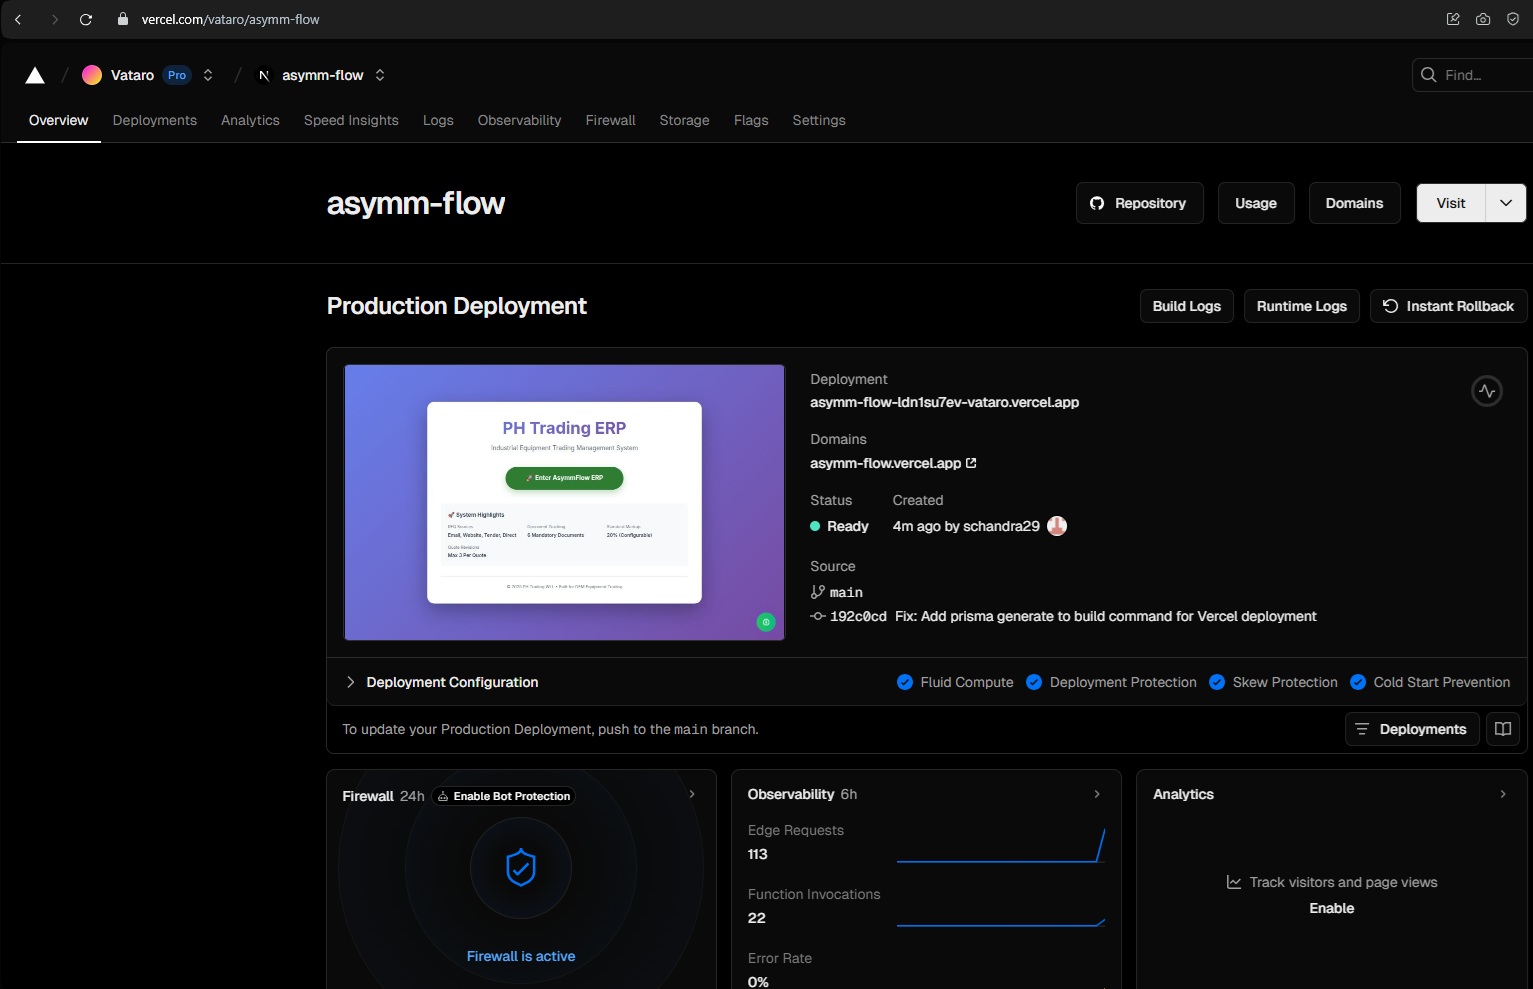 vercel.com/vataro/asymm-flow
Vataro Pro
asymm-flow
Find...
Overview Deployments Analytics Speed Insights Logs Observability Firewall Storage Flags Settings
asymm-flow
Repository Usage Domains Visit
Production Deployment
Build Logs Runtime Logs Instant Rollback
PH Trading ERP
Industrial Equipment Trading Management System
🚀 Enter AsymmFlow ERP
🚀 System Highlights
Email, Website, Tender, Direct
6 Mandatory Documents
20% (Configurable)
Max 3 Per Quote
Deployment
asymm-flow-ldn1su7ev-vataro.vercel.app
Domains
asymm-flow.vercel.app
Status Created
Ready 4m ago by schandra29
Source
main
192c0cd Fix: Add prisma generate to build command for Vercel deployment
Deployment Configuration
Fluid Compute Deployment Protection Skew Protection Cold Start Prevention
To update your Production Deployment, push to the main branch.
Deployments
Firewall 24h Enable Bot Protection
Firewall is active
Observability 6h
Edge Requests
113
Function Invocations
22
Error Rate
0%
Analytics
Track visitors and page views
Enable